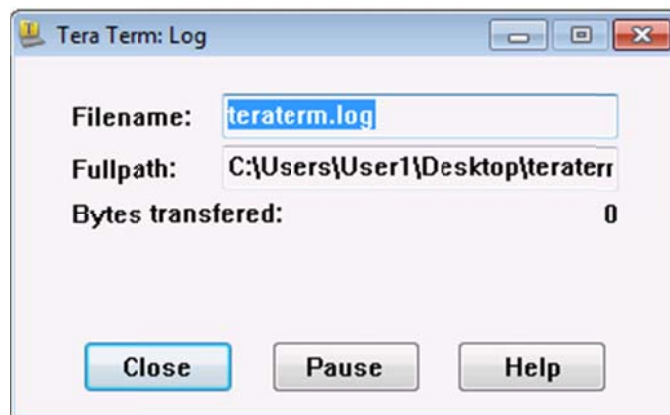 Tera Term: Log
Filename: teraterm.log
Fullpath: C:\Users\User1\Desktop\teraterr
Bytes transfered: 0
Close Pause Help